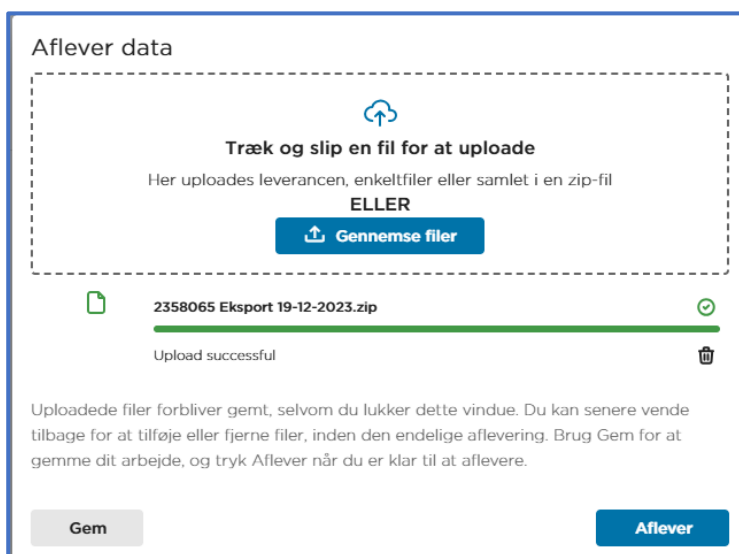 Aflever data
Træk og slip en fil for at uploade
Her uploades leverancen, enkeltfiler eller samlet i en zip-fil
ELLER
Gennemse filer
2358065 Eksport 19-12-2023.zip
Upload successful
Uploadede filer forbliver gemt, selvom du lukker dette vindue. Du kan senere vende
tilbage for at tilføje eller fjerne filer, inden den endelige aflevering. Brug Gem for at
gemme dit arbejde, og tryk Aflever når du er klar til at aflevere.
Gem
Aflever